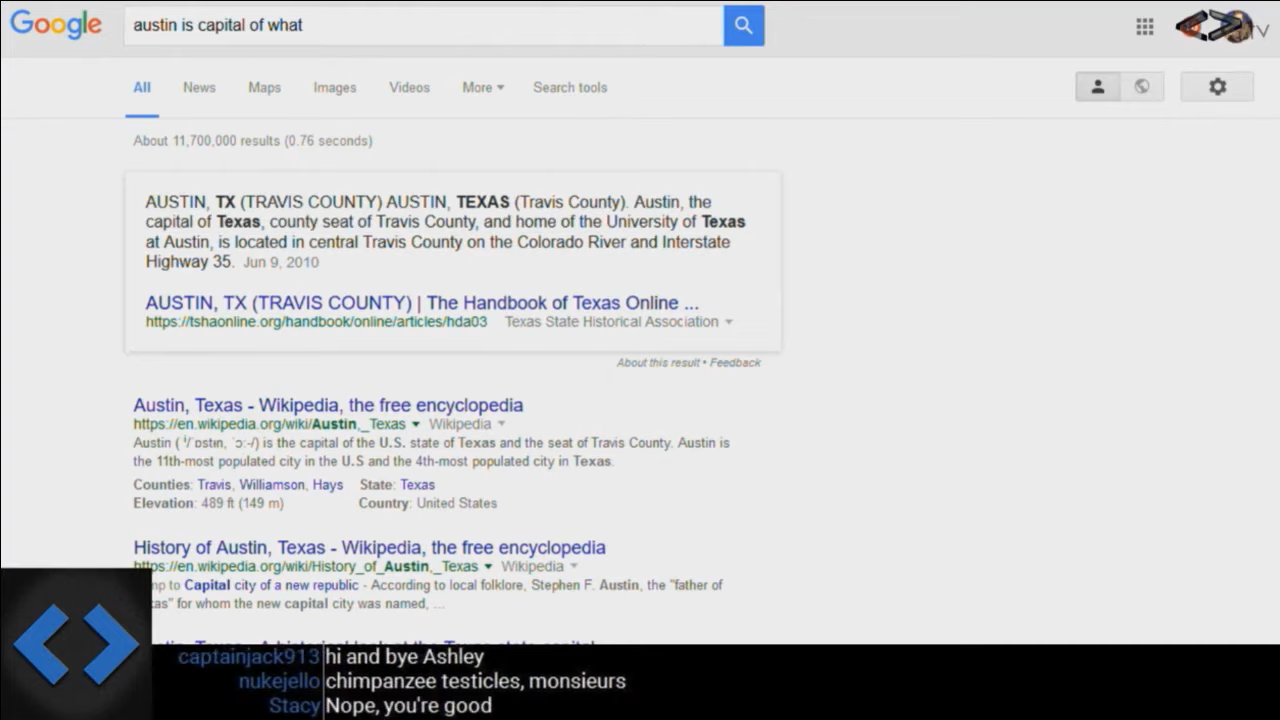 Google austin is capital of what
TV
All News Maps Images Videos More Search tools
About 11,700,000 results (0.76 seconds)
AUSTIN, TX (TRAVIS COUNTY) AUSTIN, TEXAS (Travis County). Austin, the
capital of Texas, county seat of Travis County, and home of the University of Texas
at Austin, is located in central Travis County on the Colorado River and Interstate
Highway 35. Jun 9, 2010
AUSTIN, TX (TRAVIS COUNTY) | The Handbook of Texas Online ...
https://tshaonline.org/handbook/online/articles/hda03 Texas State Historical Association
About this result • Feedback
Austin, Texas - Wikipedia, the free encyclopedia
https://en.wikipedia.org/wiki/Austin,_Texas Wikipedia
Austin ( is the capital of the U.S. state of Texas and the seat of Travis County. Austin is
the 11th-most populated city in the U.S and the 4th-most populated city in Texas.
Counties: Travis, Williamson, Hays State: Texas
Elevation: 489 ft (149 m) Country: United States
History of Austin, Texas - Wikipedia, the free encyclopedia
https://en.wikipedia.org/wiki/History_of_Austin,_Texas Wikipedia
to Capital city of a new republic - According to local folklore, Stephen F. Austin, the "father of
for whom the new capital city was named, ...
captainjack913 hi and bye Ashley
nukejello chimpanzee testicles, monsieurs
Stacy Nope, you're good